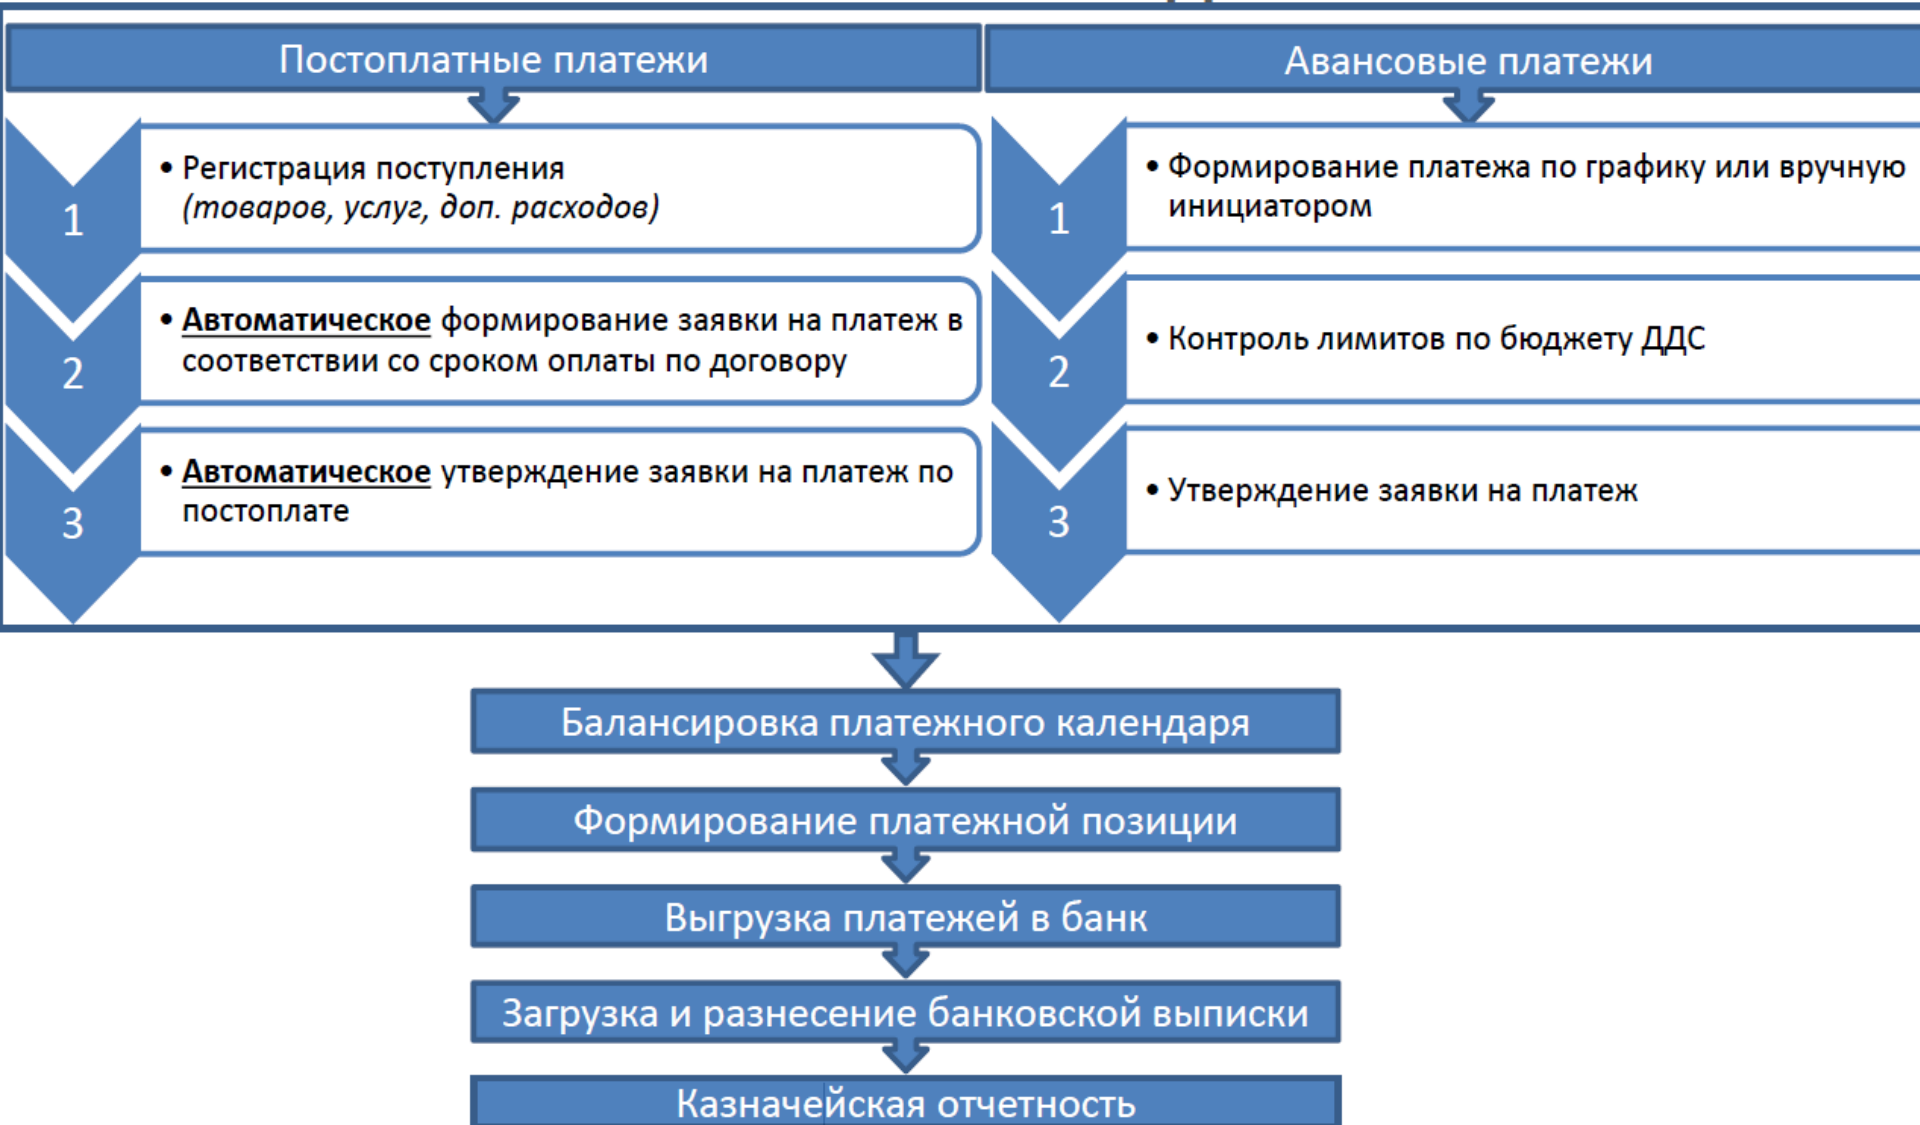 Постоплатные платежи
1
• Регистрация поступления
(товаров, услуг, доп. расходов)
2
• Автоматическое формирование заявки на платеж в
соответствии со сроком оплаты по договору
3
• Автоматическое утверждение заявки на платеж по
постоплате
Авансовые платежи
1
• Формирование платежа по графику или вручную
инициатором
2
• Контроль лимитов по бюджету ДДС
3
• Утверждение заявки на платеж
Балансировка платежного календаря
Формирование платежной позиции
Выгрузка платежей в банк
Загрузка и разнесение банковской выписки
Казначейская отчетность